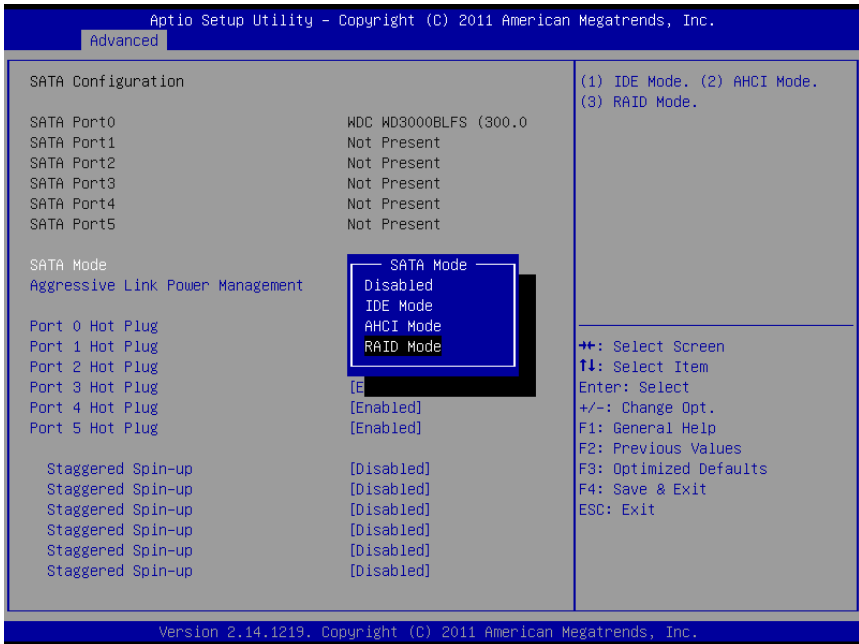 Aptio Setup Utility – Copyright (C) 2011 American Megatrends, Inc.
Advanced
SATA Configuration
SATA Port0 WDC WD3000BLFS (300.0
SATA Port1 Not Present
SATA Port2 Not Present
SATA Port3 Not Present
SATA Port4 Not Present
SATA Port5 Not Present
SATA Mode
Aggressive Link Power Management
Port 0 Hot Plug
Port 1 Hot Plug
Port 2 Hot Plug
Port 3 Hot Plug [E
Port 4 Hot Plug [Enabled]
Port 5 Hot Plug [Enabled]
Staggered Spin-up [Disabled]
Staggered Spin-up [Disabled]
Staggered Spin-up [Disabled]
Staggered Spin-up [Disabled]
Staggered Spin-up [Disabled]
Staggered Spin-up [Disabled]
SATA Mode
Disabled
IDE Mode
AHCI Mode
RAID Mode
(1) IDE Mode. (2) AHCI Mode.
(3) RAID Mode.
→←: Select Screen
↑↓: Select Item
Enter: Select
+/-: Change Opt.
F1: General Help
F2: Previous Values
F3: Optimized Defaults
F4: Save & Exit
ESC: Exit
Version 2.14.1219. Copyright (C) 2011 American Megatrends, Inc.